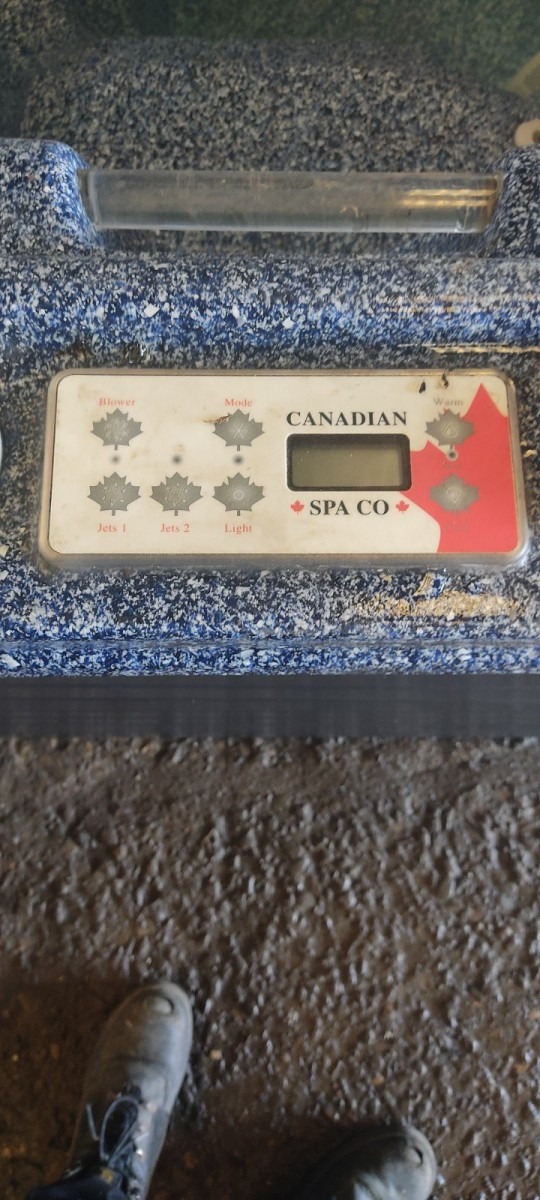 Blower
Mode
CANADIAN
Warm
Jets 1
Jets 2
Light
SPA CO